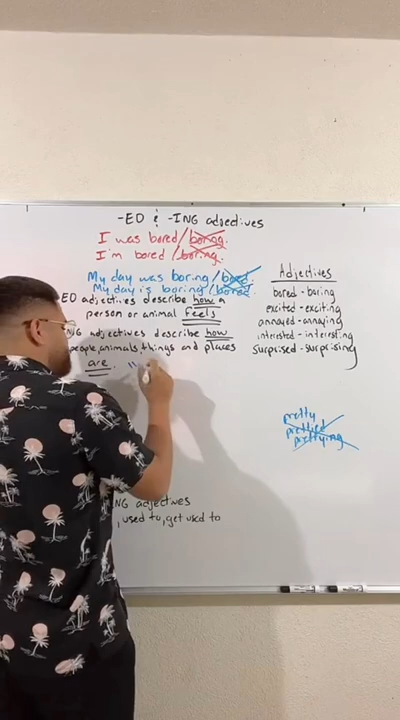 -ED & -ING adjectives
I was bored/boring.
I'm bored/boring.
My day was boring/bored.
My day is boring/bored.
ED adjectives describe how a
person or animal feels
NG adjectives describe how
people, animals, things and places
are.
NG adjectives
, used to, get used to
Adjectives
bored - boring
excited - exciting
annoyed - annoying
interested - interesting
surprised - surprising
pretty
prettied
prettying